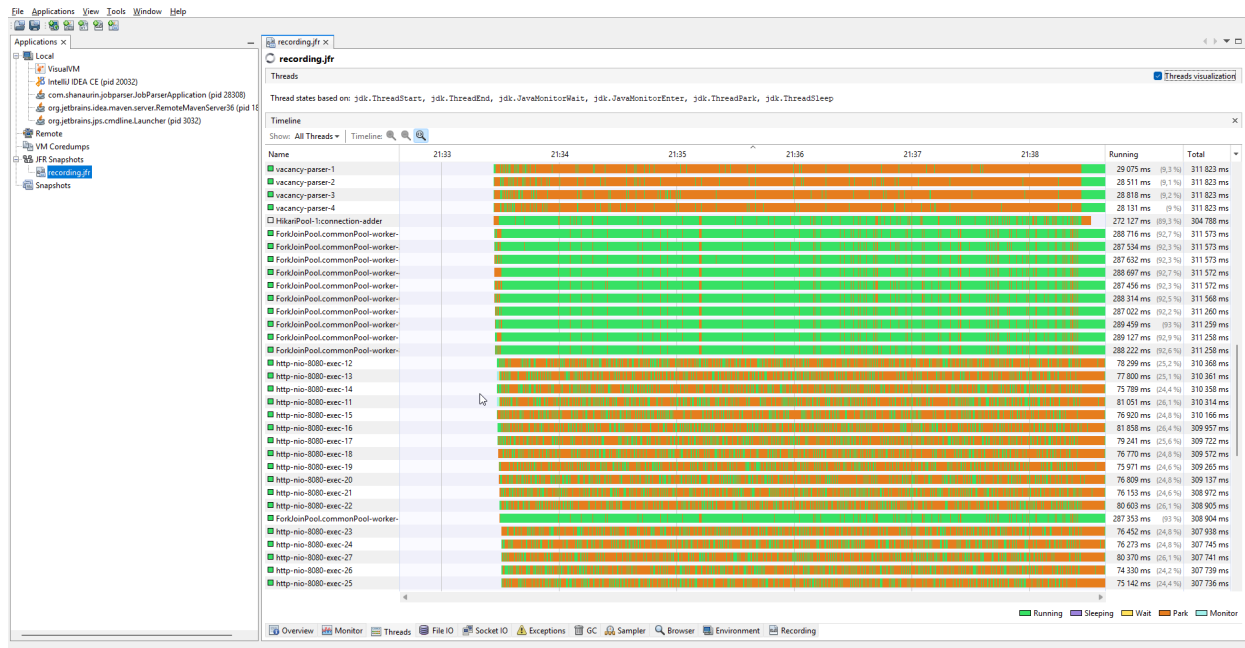 File Applications View Tools Window Help
Applications ×
Local
VisualVM
IntelliJ IDEA CE (pid 20032)
com.shanaurin.jobparser.JobParserApplication (pid 28308)
org.jetbrains.idea.maven.server.RemoteMavenServer36 (pid 18
org.jetbrains.jps.cmdline.Launcher (pid 3032)
Remote
VM Coredumps
JFR Snapshots
recording.jfr
Snapshots
recording.jfr ×
recording.jfr
Threads
Threads visualization
Thread states based on: jdk.ThreadStart, jdk.ThreadEnd, jdk.JavaMonitorWait, jdk.JavaMonitorEnter, jdk.ThreadPark, jdk.ThreadSleep
Timeline ×
Show: All Threads Timeline:
Name 21:33 21:34 21:35 21:36 21:37 21:38 Running Total
vacancy-parser-1 29 075 ms (9,3 %) 311 823 ms
vacancy-parser-2 28 511 ms (9,1 %) 311 823 ms
vacancy-parser-3 28 818 ms (9,2 %) 311 823 ms
vacancy-parser-4 28 131 ms (9 %) 311 823 ms
HikariPool-1:connection-adder 272 127 ms (89,3 %) 304 788 ms
ForkJoinPool.commonPool-worker- 288 716 ms (92,7 %) 311 573 ms
ForkJoinPool.commonPool-worker- 287 534 ms (92,3 %) 311 573 ms
ForkJoinPool.commonPool-worker- 287 632 ms (92,3 %) 311 573 ms
ForkJoinPool.commonPool-worker- 288 697 ms (92,7 %) 311 572 ms
ForkJoinPool.commonPool-worker- 287 456 ms (92,3 %) 311 572 ms
ForkJoinPool.commonPool-worker- 288 314 ms (92,5 %) 311 568 ms
ForkJoinPool.commonPool-worker- 287 022 ms (92,2 %) 311 260 ms
ForkJoinPool.commonPool-worker- 289 459 ms (93 %) 311 259 ms
ForkJoinPool.commonPool-worker- 289 127 ms (92,9 %) 311 258 ms
ForkJoinPool.commonPool-worker- 288 222 ms (92,6 %) 311 258 ms
http-nio-8080-exec-12 78 299 ms (25,2 %) 310 368 ms
http-nio-8080-exec-13 77 800 ms (25,1 %) 310 361 ms
http-nio-8080-exec-14 75 789 ms (24,4 %) 310 358 ms
http-nio-8080-exec-11 81 051 ms (26,1 %) 310 314 ms
http-nio-8080-exec-15 76 920 ms (24,8 %) 310 166 ms
http-nio-8080-exec-16 81 858 ms (26,4 %) 309 957 ms
http-nio-8080-exec-17 79 241 ms (25,6 %) 309 722 ms
http-nio-8080-exec-18 76 770 ms (24,8 %) 309 572 ms
http-nio-8080-exec-19 75 971 ms (24,6 %) 309 265 ms
http-nio-8080-exec-20 76 809 ms (24,8 %) 309 137 ms
http-nio-8080-exec-21 76 153 ms (24,6 %) 308 972 ms
http-nio-8080-exec-22 80 603 ms (26,1 %) 308 905 ms
ForkJoinPool.commonPool-worker- 287 353 ms (93 %) 308 904 ms
http-nio-8080-exec-23 76 452 ms (24,8 %) 307 938 ms
http-nio-8080-exec-24 76 273 ms (24,8 %) 307 745 ms
http-nio-8080-exec-27 80 370 ms (26,1 %) 307 741 ms
http-nio-8080-exec-26 74 330 ms (24,2 %) 307 739 ms
http-nio-8080-exec-25 75 142 ms (24,4 %) 307 736 ms
Running Sleeping Wait Park Monitor
Overview Monitor Threads File IO Socket IO Exceptions GC Sampler Browser Environment Recording